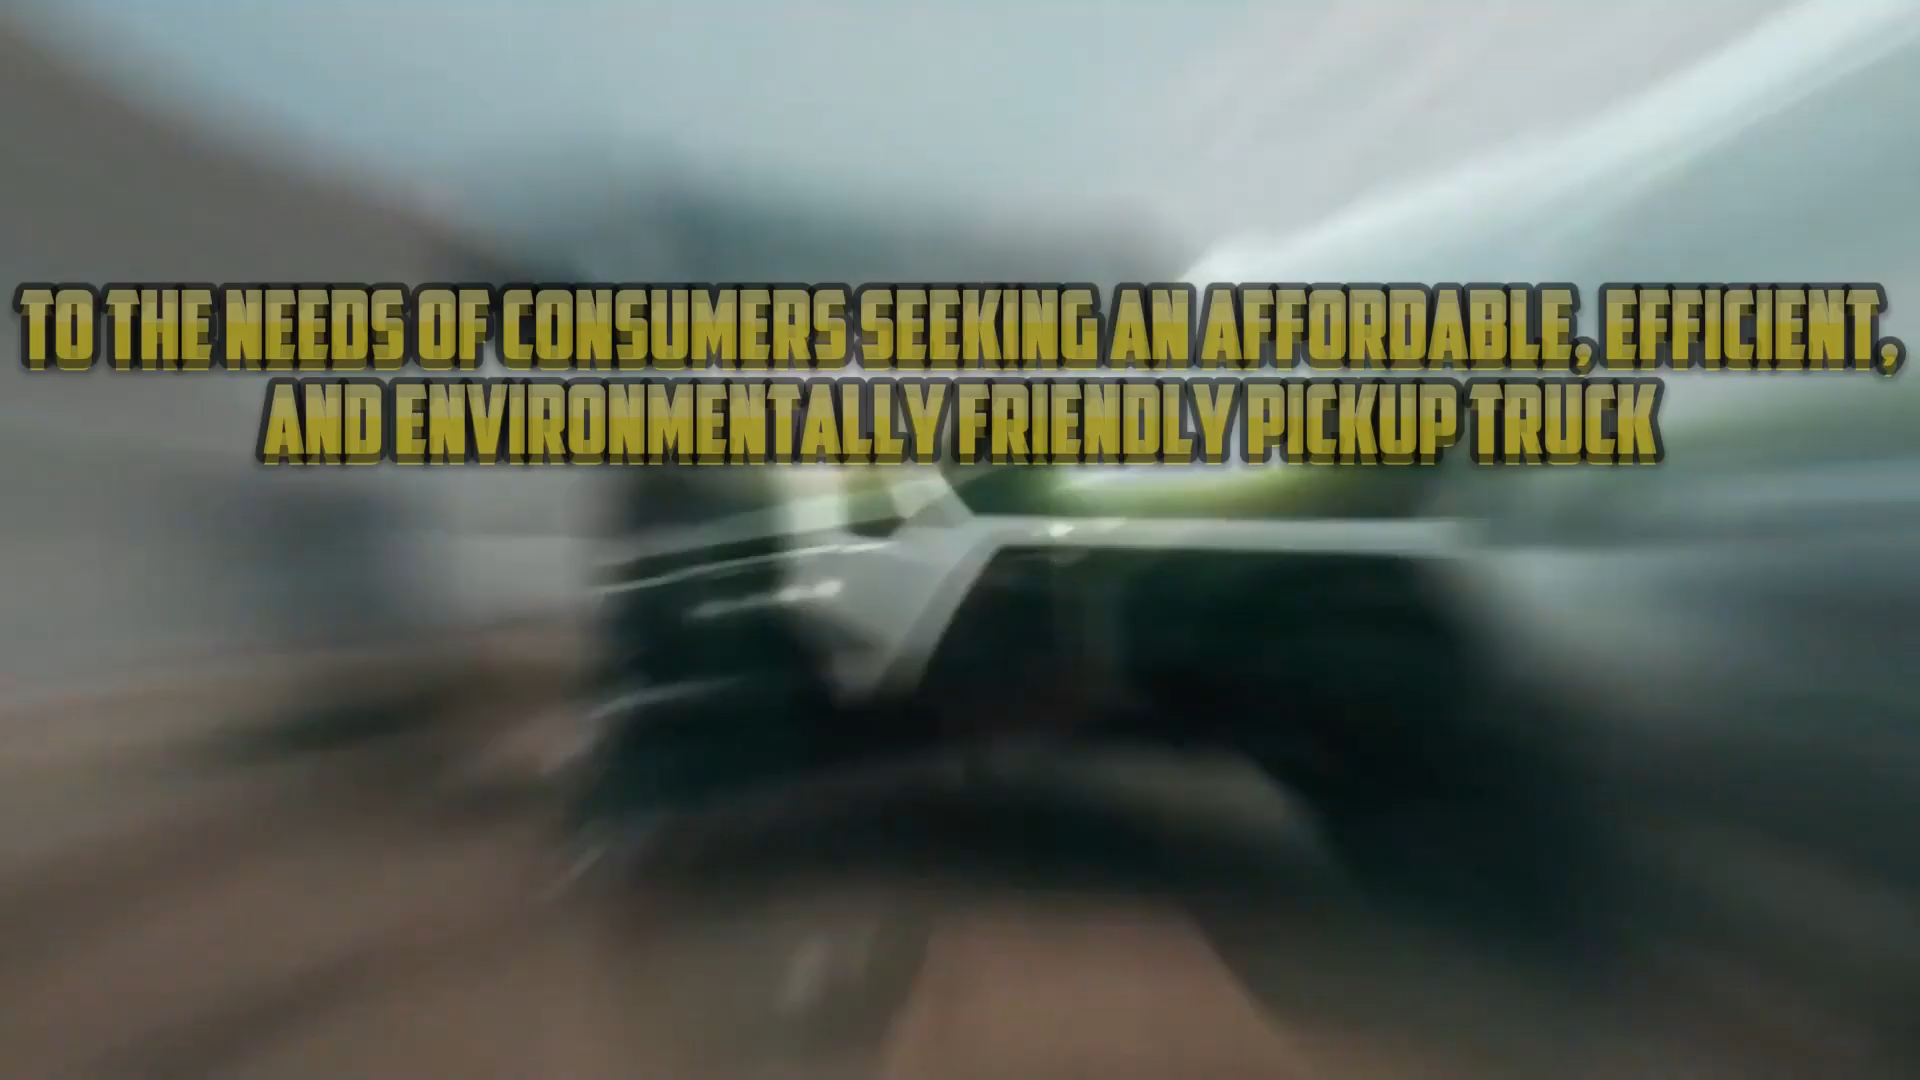 TO THE NEEDS OF CONSUMERS SEEKING AN AFFORDABLE, EFFICIENT,
AND ENVIRONMENTALLY FRIENDLY PICKUP TRUCK